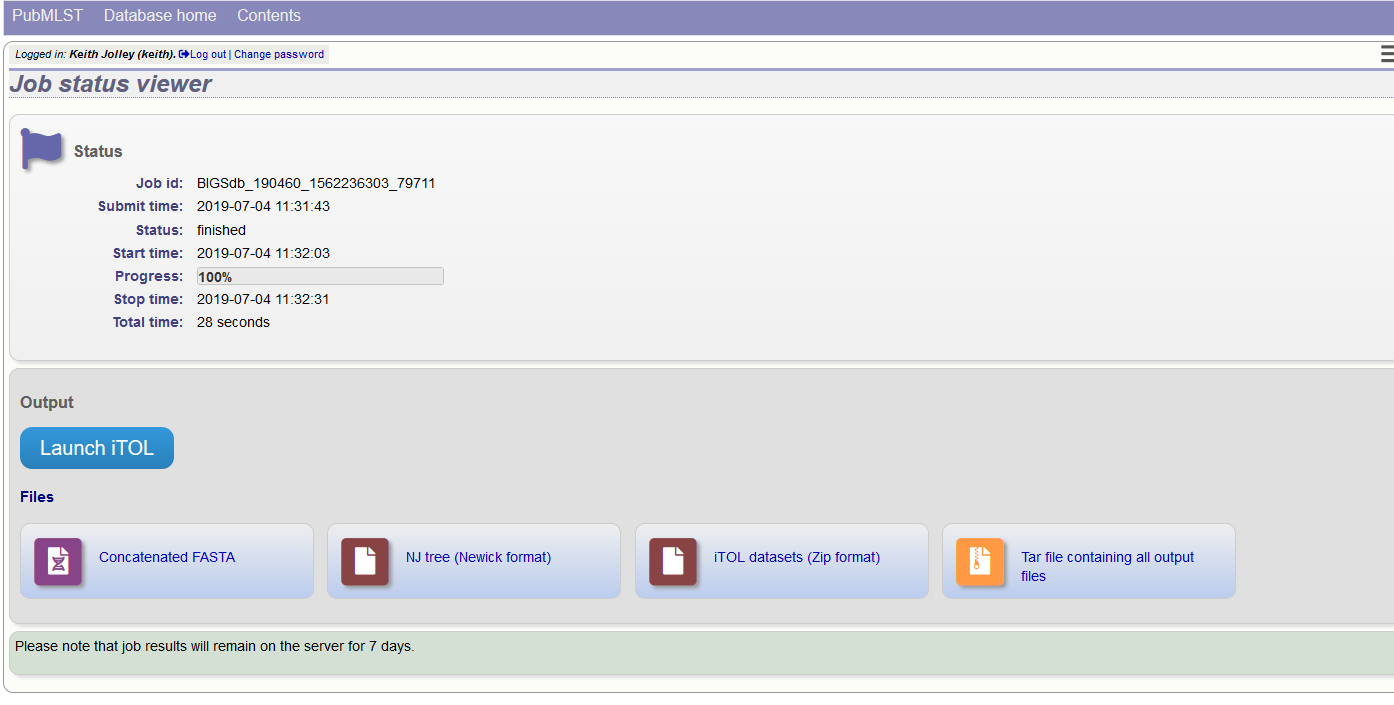 PubMLST Database home Contents
Logged in: Keith Jolley (keith). Log out | Change password
Job status viewer
Status
Job id: BIGSdb_190460_1562236303_79711
Submit time: 2019-07-04 11:31:43
Status: finished
Start time: 2019-07-04 11:32:03
Progress: 100%
Stop time: 2019-07-04 11:32:31
Total time: 28 seconds
Output
Launch iTOL
Files
Concatenated FASTA
NJ tree (Newick format)
iTOL datasets (Zip format)
Tar file containing all output
files
Please note that job results will remain on the server for 7 days.